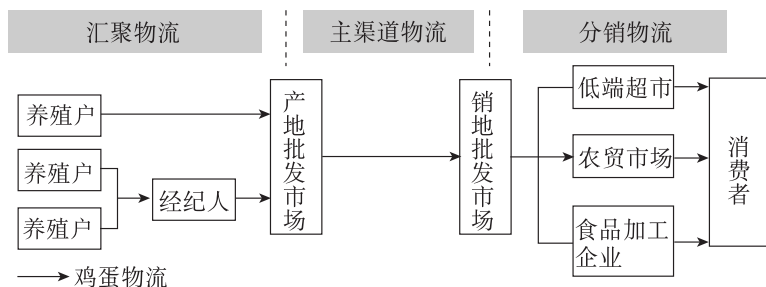 汇聚物流
主渠道物流
分销物流
养殖户
养殖户
养殖户
经纪人
产地批发市场
销地批发市场
低端超市
农贸市场
食品加工
企业
消费者
鸡蛋物流